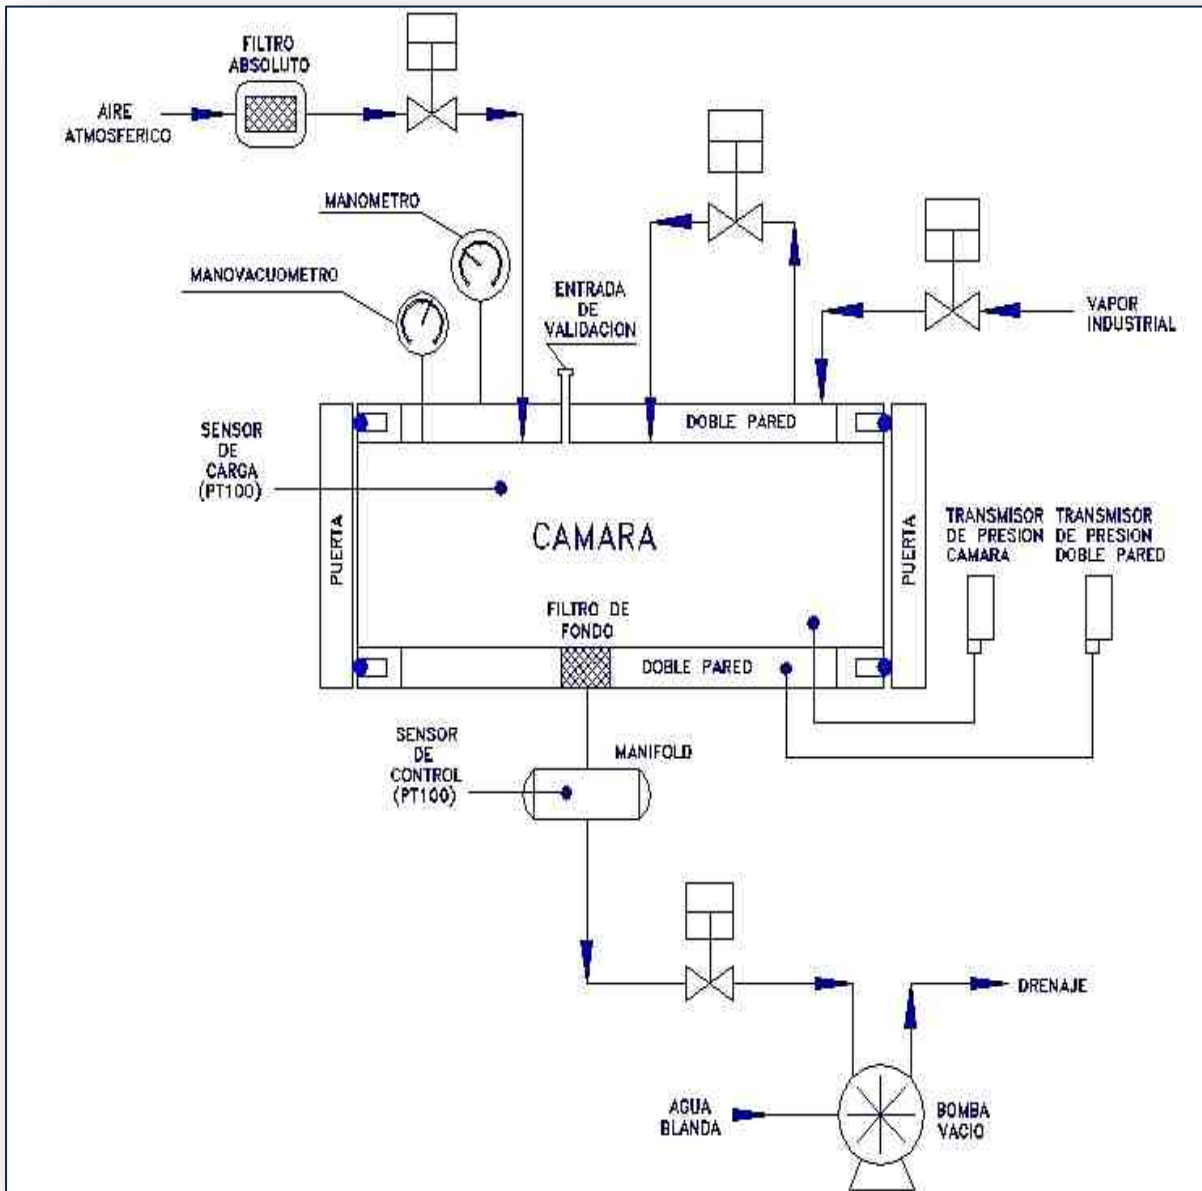 FILTRO
ABSOLUTO
AIRE
ATMOSFERICO
MANOMETRO
MANOVACUOMETRO
ENTRADA
DE
VALIDACION
VAPOR
INDUSTRIAL
DOBLE PARED
SENSOR
DE
CARGA
(PT100)
PUERTA
CAMARA
PUERTA
TRANSMISOR
DE PRESION
CAMARA
TRANSMISOR
DE PRESION
DOBLE PARED
FILTRO DE
FONDO
DOBLE PARED
SENSOR
DE
CONTROL
(PT100)
MANIFOLD
DRENAJE
AGUA
BLANDA
BOMBA
VACIO